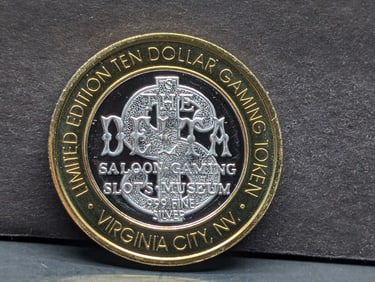 LIMITED EDITION TEN DOLLAR GAMING TOKEN
THE
DELTA
SALOON·GAMING
SLOTS·MUSEUM
.999 FINE
SILVER
• VIRGINIA CITY, NV. •